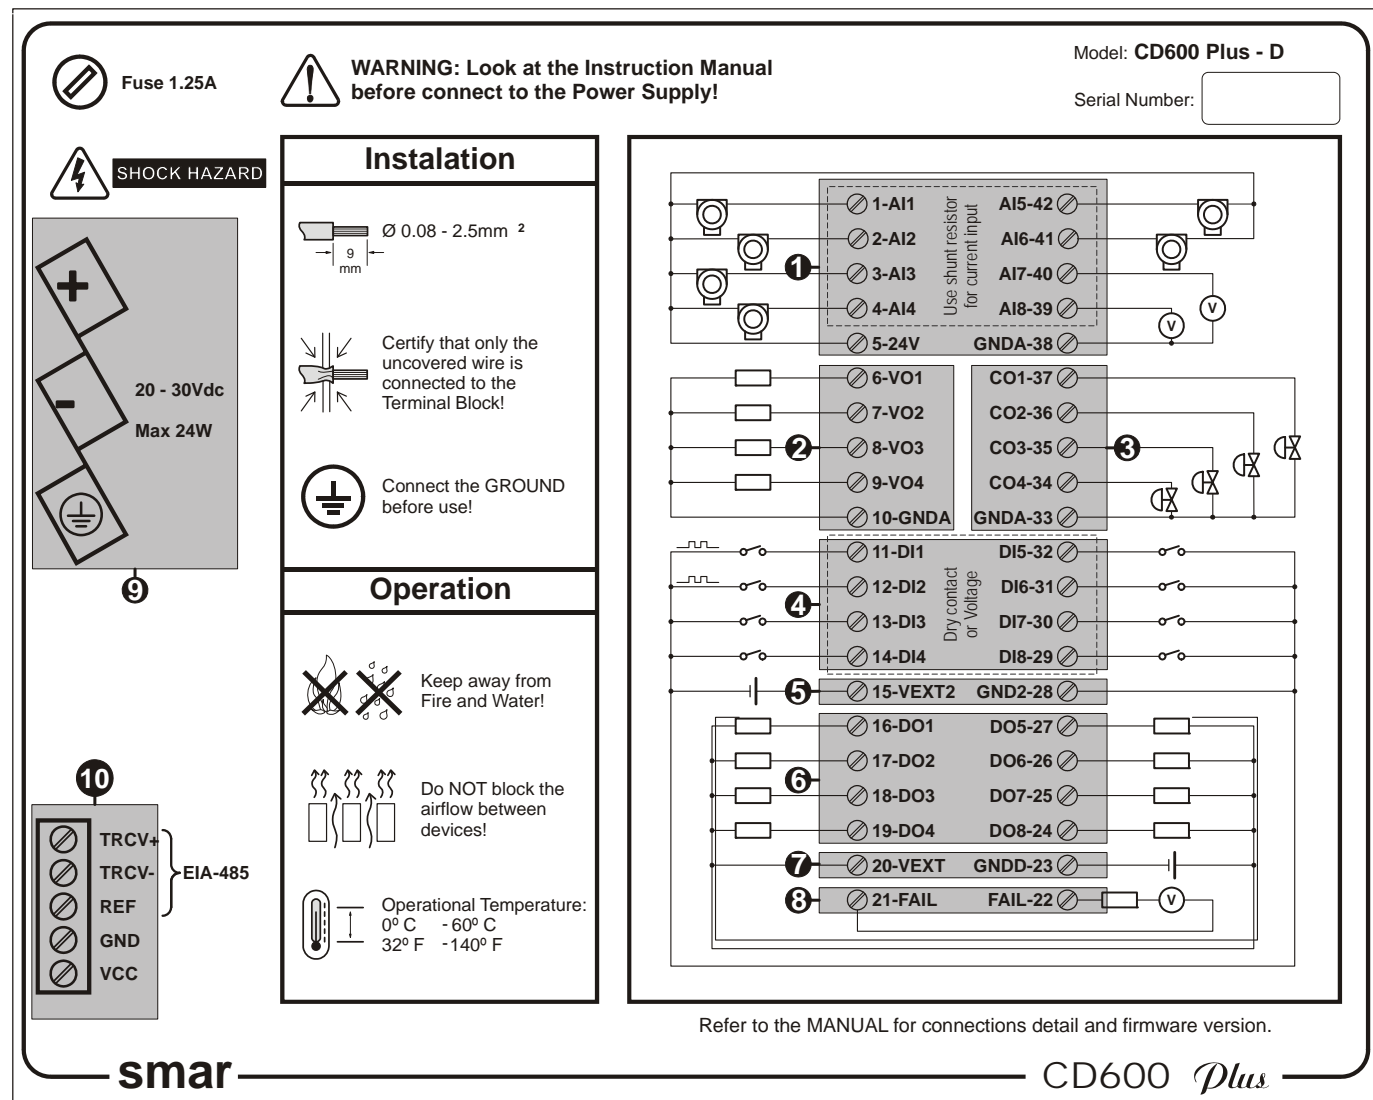 Fuse 1.25A
WARNING: Look at the Instruction Manual
before connect to the Power Supply!
Model: CD600 Plus - D
Serial Number:
SHOCK HAZARD
+
-
20 - 30Vdc
Max 24W
9
10
TRCV+
TRCV-
REF
GND
VCC
EIA-485
Instalation
Ø 0.08 - 2.5mm ²
9
mm
Certify that only the
uncovered wire is
connected to the
Terminal Block!
Connect the GROUND
before use!
Operation
Keep away from
Fire and Water!
Do NOT block the
airflow between
devices!
Operational Temperature:
0º C - 60º C
32º F - 140º F
1-AI1 AI5-42
2-AI2 AI6-41
3-AI3 AI7-40
4-AI4 AI8-39
5-24V GNDA-38
Use shunt resistor
for current input
1
V
V
6-VO1 CO1-37
7-VO2 CO2-36
8-VO3 CO3-35
9-VO4 CO4-34
10-GNDA GNDA-33
2
3
11-DI1 DI5-32
12-DI2 DI6-31
13-DI3 DI7-30
14-DI4 DI8-29
Dry contact
or Voltage
4
5
15-VEXT2 GND2-28
16-DO1 DO5-27
17-DO2 DO6-26
18-DO3 DO7-25
19-DO4 DO8-24
6
7
20-VEXT GNDD-23
8
21-FAIL FAIL-22
V
Refer to the MANUAL for connections detail and firmware version.
smar
CD600 Plus